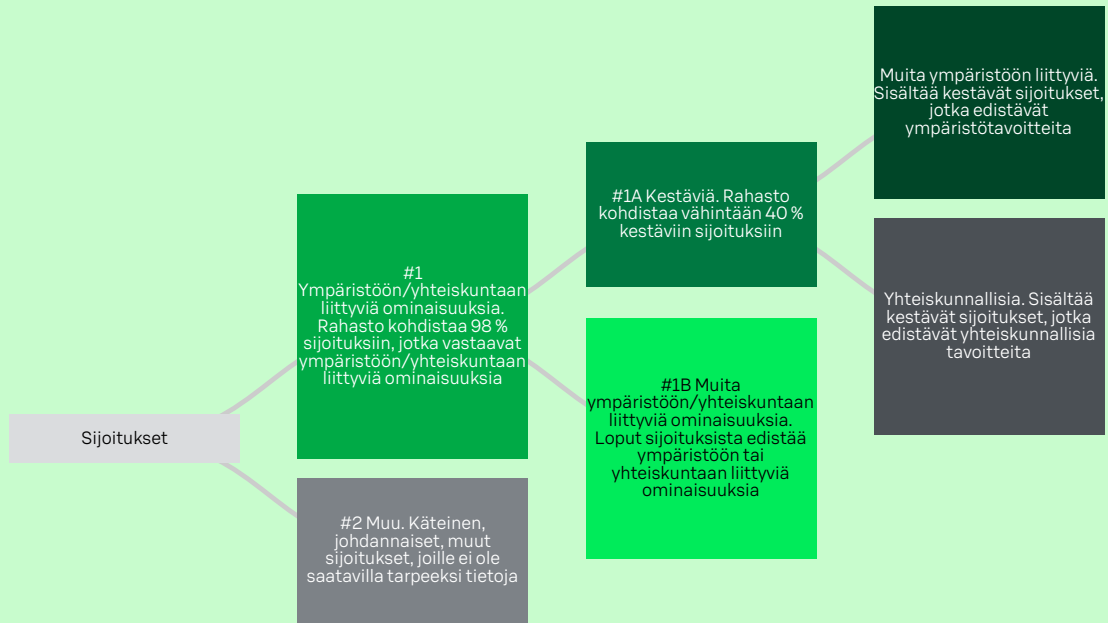 Sijoitukset
#1
Ympäristöön/yhteiskuntaan
liittyviä ominaisuuksia.
Rahasto kohdistaa 98 %
sijoituksiin, jotka vastaavat
ympäristöön/yhteiskuntaan
liittyviä ominaisuuksia
#2 Muu. Käteinen,
johdannaiset, muut
sijoitukset, joille ei ole
saatavilla tarpeeksi tietoja
#1A Kestäviä. Rahasto
kohdistaa vähintään 40 %
kestäviin sijoituksiin
#1B Muita
ympäristöön/yhteiskuntaan
liittyviä ominaisuuksia.
Loput sijoituksista edistää
ympäristöön tai
yhteiskuntaan liittyviä
ominaisuuksia
Muita ympäristöön liittyviä.
Sisältää kestävät sijoitukset,
jotka edistävät
ympäristötavoitteita
Yhteiskunnallisia. Sisältää
kestävät sijoitukset, jotka
edistävät yhteiskunnallisia
tavoitteita